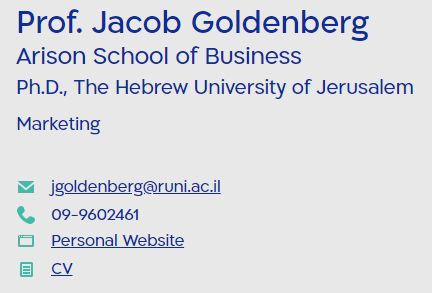 Prof. Jacob Goldenberg
Arison School of Business
Ph.D., The Hebrew University of Jerusalem
Marketing
jgoldenberg@runi.ac.il
09-9602461
Personal Website
CV